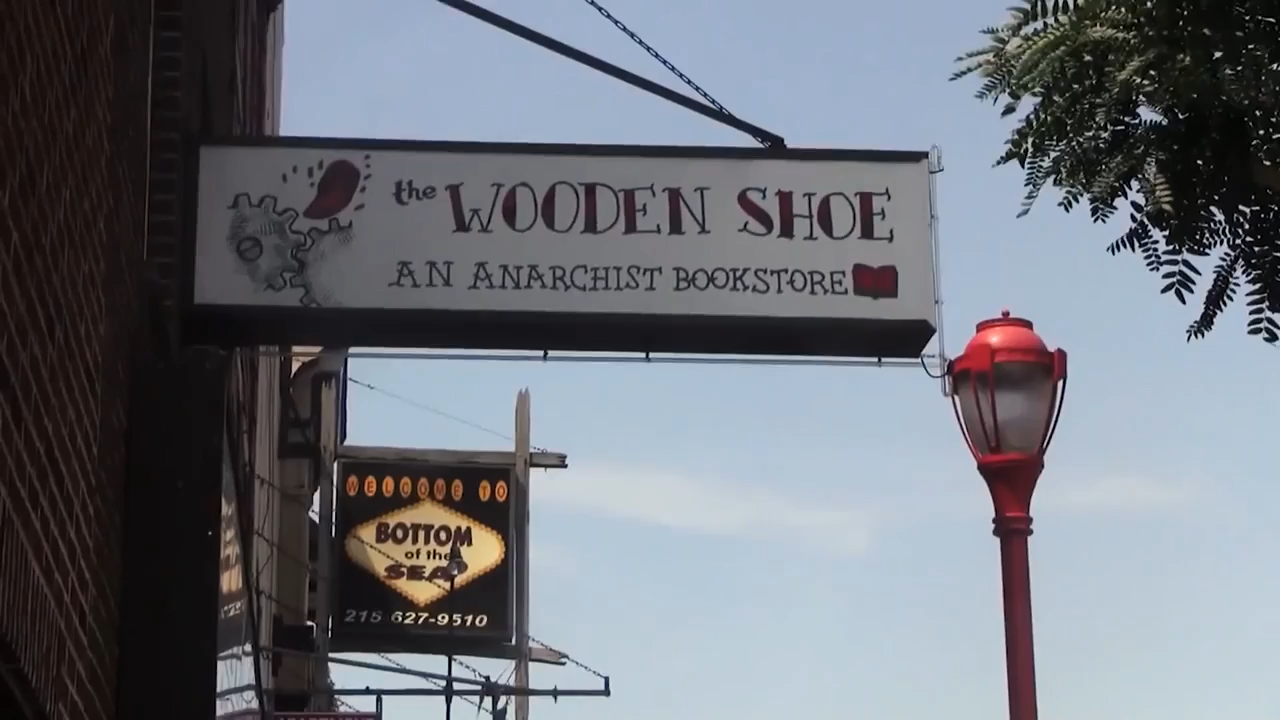 the WOODEN SHOE
AN ANARCHIST BOOKSTORE
WELCOME TO
BOTTOM
of the
SEA
215 627-9510